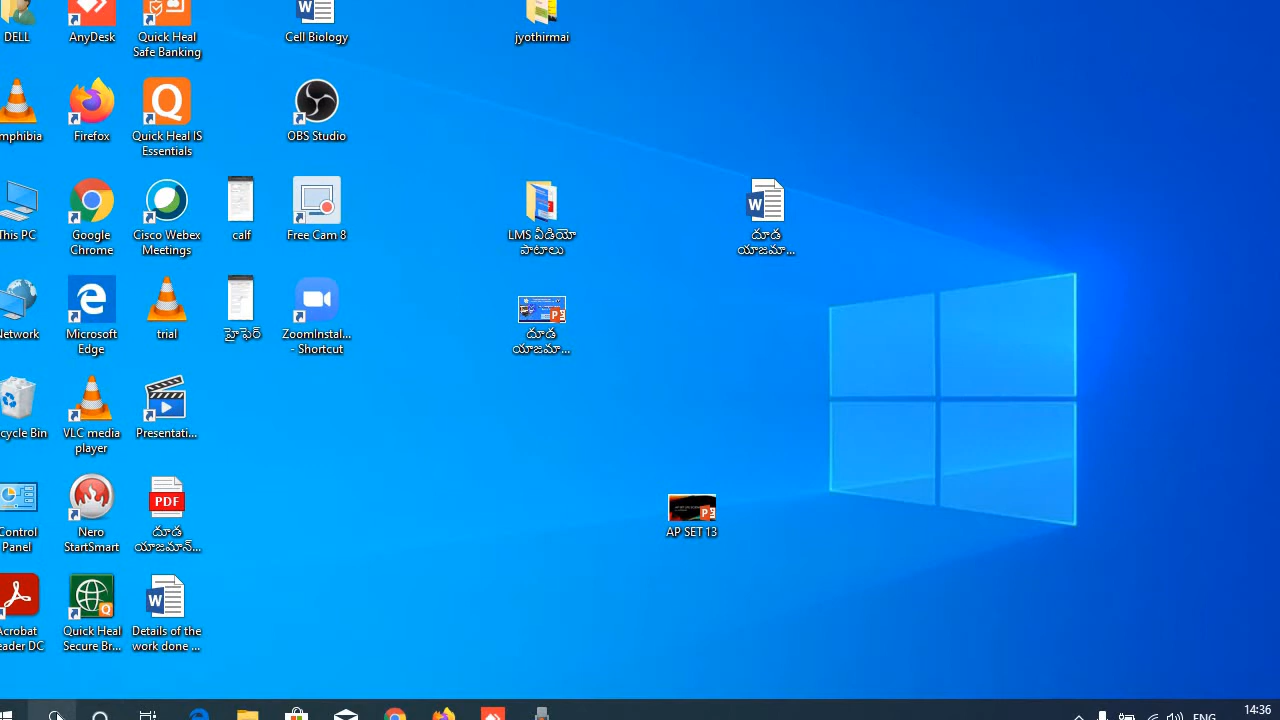 DELL
AnyDesk
Quick Heal
Safe Banking
Cell Biology
jyothirmai
mphibia
Firefox
Quick Heal IS
Essentials
OBS Studio
This PC
Google
Chrome
Cisco Webex
Meetings
calf
Free Cam 8
LMS వీడియో
పాటాలు
దూడ
యాజమా...
Network
Microsoft
Edge
trial
హైఫెర్
ZoomInstal...
- Shortcut
దూడ
యాజమా...
cycle Bin
VLC media
player
Presentati...
Control
Panel
Nero
StartSmart
PDF
దూడ
యాజమాన్...
AP SET 13
Acrobat
eader DC
Quick Heal
Secure Br...
Details of the
work done ...
ENG
14:36